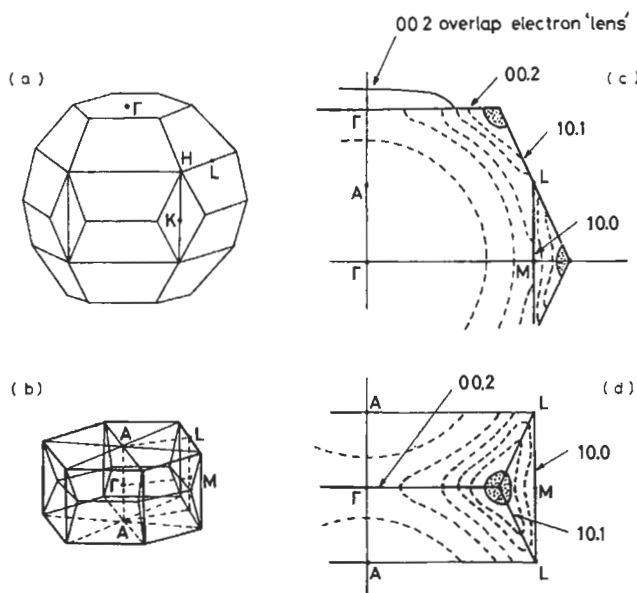 00.2 overlap electron 'lens'
(a)
Γ
H
L
K
(c)
00.2
Γ
10.1
L
A
10.0
Γ
M
(b)
A
L
Γ
M
A
(d)
00.2
A
L
10.0
Γ
M
10.1
A
L